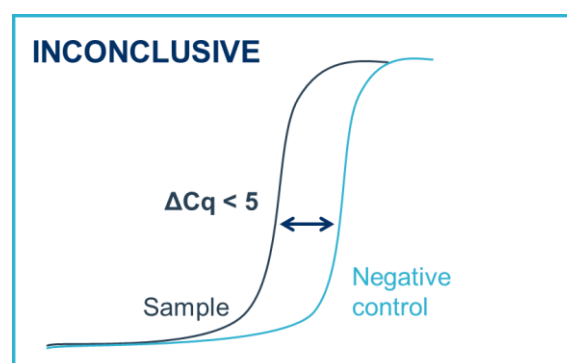 INCONCLUSIVE
ΔCq < 5
Sample
Negative
control